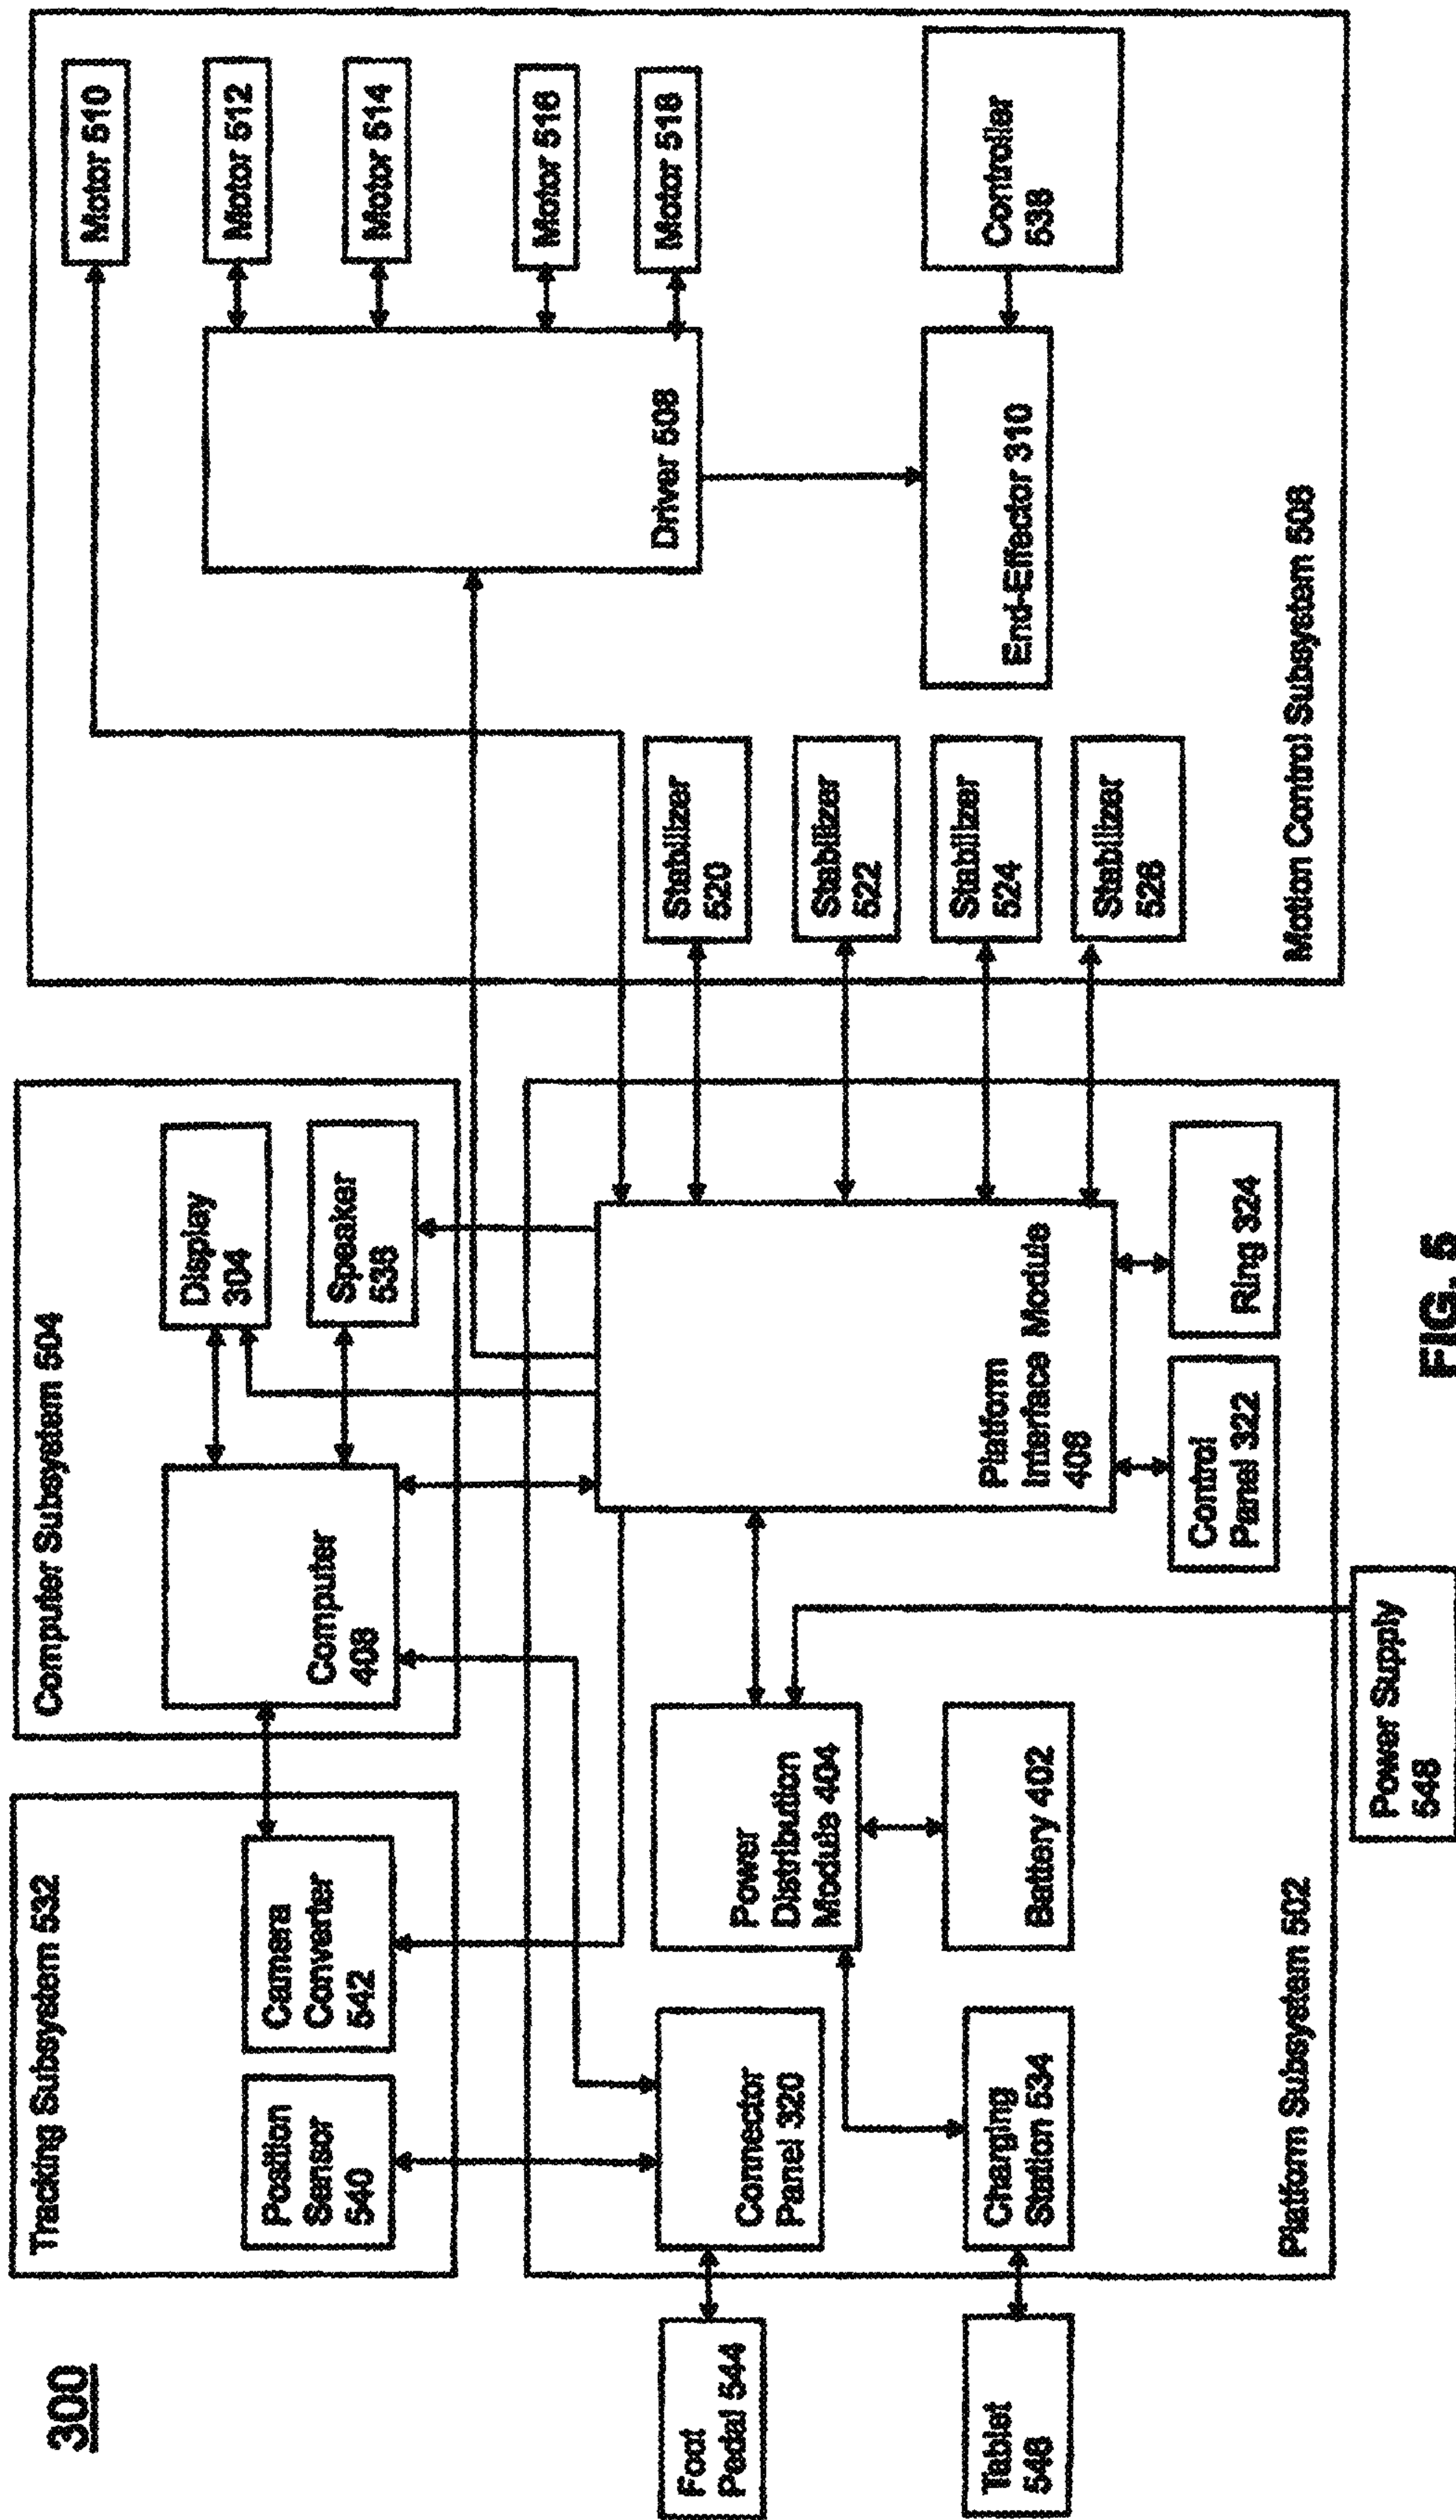 300
Tracking Subsystem 532
Position
Sensor
540
Camera
Converter
542
Computer Subsystem 504
Computer
408
Display
304
Speaker
536
Foot
Pedal 544
Tablet
546
Connector
Panel 320
Charging
Station 534
Power
Distribution
Module 404
Battery 402
Platform
Interface Module
406
Control
Panel 322
Ring 324
Platform Subsystem 502
Power Supply
548
Motor 510
Motor 512
Motor 514
Motor 516
Motor 518
Driver 508
Stabilizer
520
Stabilizer
522
Stabilizer
524
Stabilizer
526
End-Effector 310
Controller
538
Motion Control Subsystem 506
FIG. 5